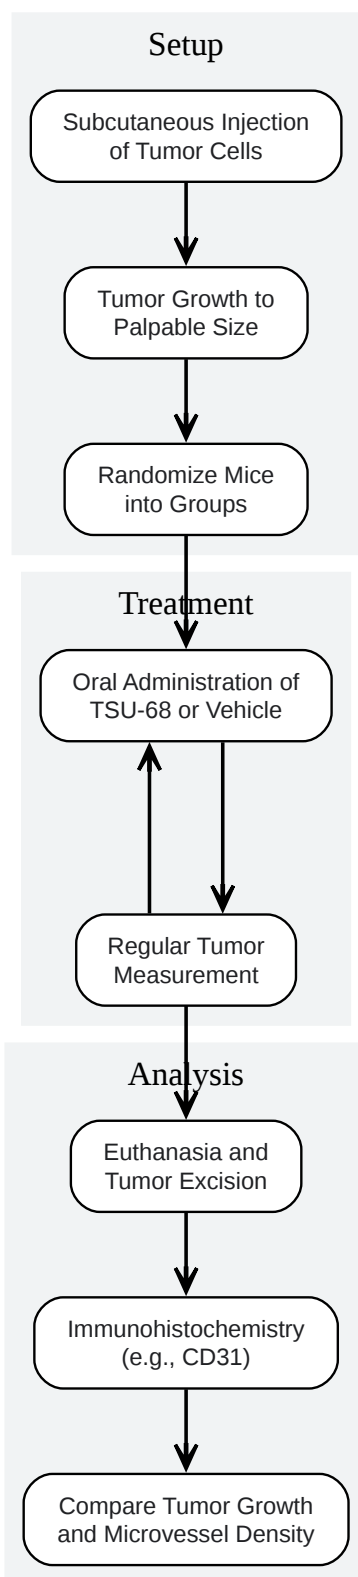 Setup
Subcutaneous Injection
of Tumor Cells
Tumor Growth to
Palpable Size
Randomize Mice
into Groups
Treatment
Oral Administration of
TSU-68 or Vehicle
Regular Tumor
Measurement
Analysis
Euthanasia and
Tumor Excision
Immunohistochemistry
(e.g., CD31)
Compare Tumor Growth
and Microvessel Density